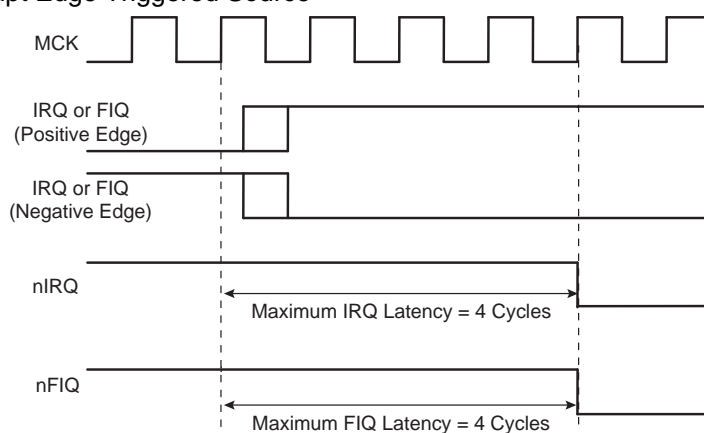 Edge Triggered Source
MCK
IRQ or FIQ
(Positive Edge)
IRQ or FIQ
(Negative Edge)
nIRQ
Maximum IRQ Latency = 4 Cycles
nFIQ
Maximum FIQ Latency = 4 Cycles